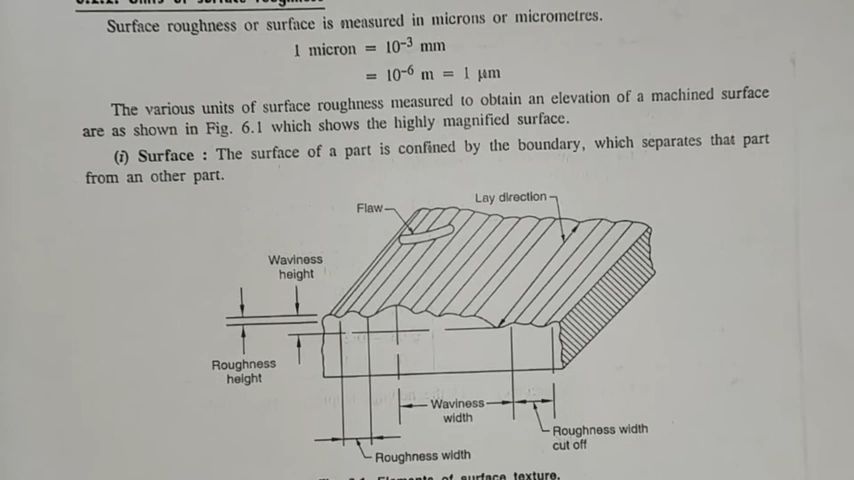 Surface roughness or surface is measured in microns or micrometres.
1 micron = 10⁻³ mm
= 10⁻⁶ m = 1 μm
The various units of surface roughness measured to obtain an elevation of a machined surface
are as shown in Fig. 6.1 which shows the highly magnified surface.
(i) Surface : The surface of a part is confined by the boundary, which separates that part
from an other part.
Lay direction
Flaw
Waviness
height
Roughness
height
Waviness
width
Roughness width
cut off
Roughness width
Elements of surface texture.